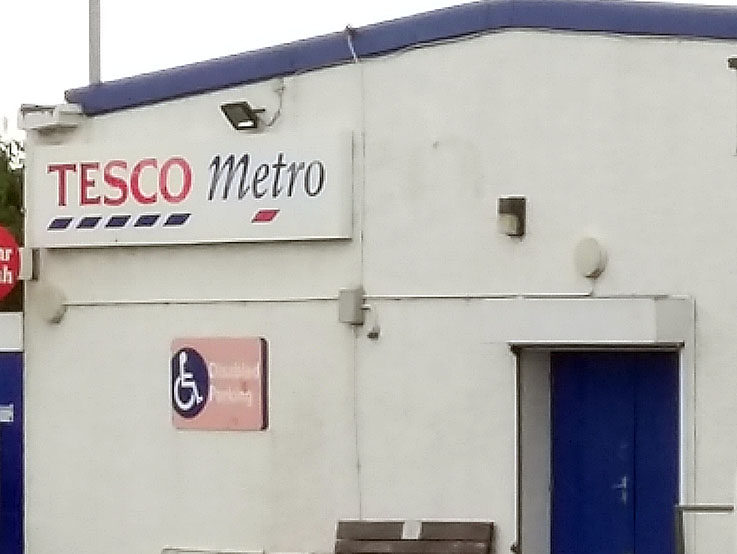 TESCO Metro
Disabled
Parking